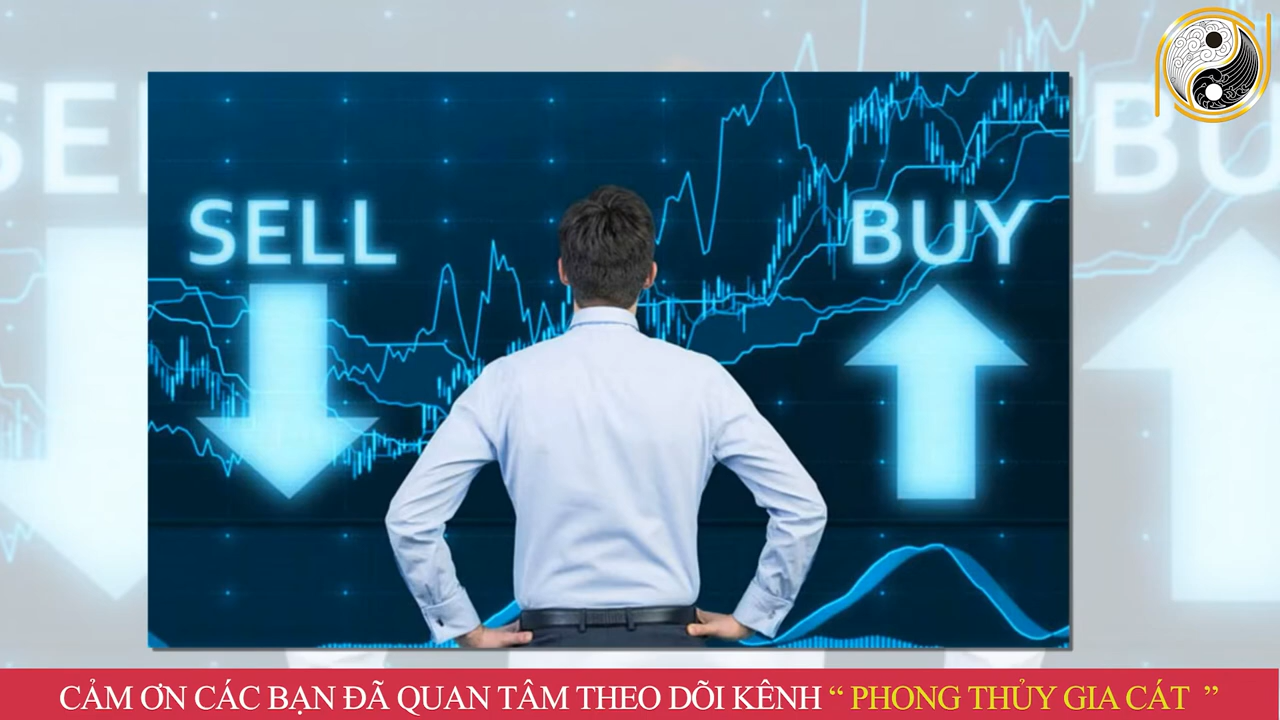 SELL
BUY
CẢM ƠN CÁC BẠN ĐÃ QUAN TÂM THEO DÕI KÊNH “ PHONG THỦY GIA CÁT ”